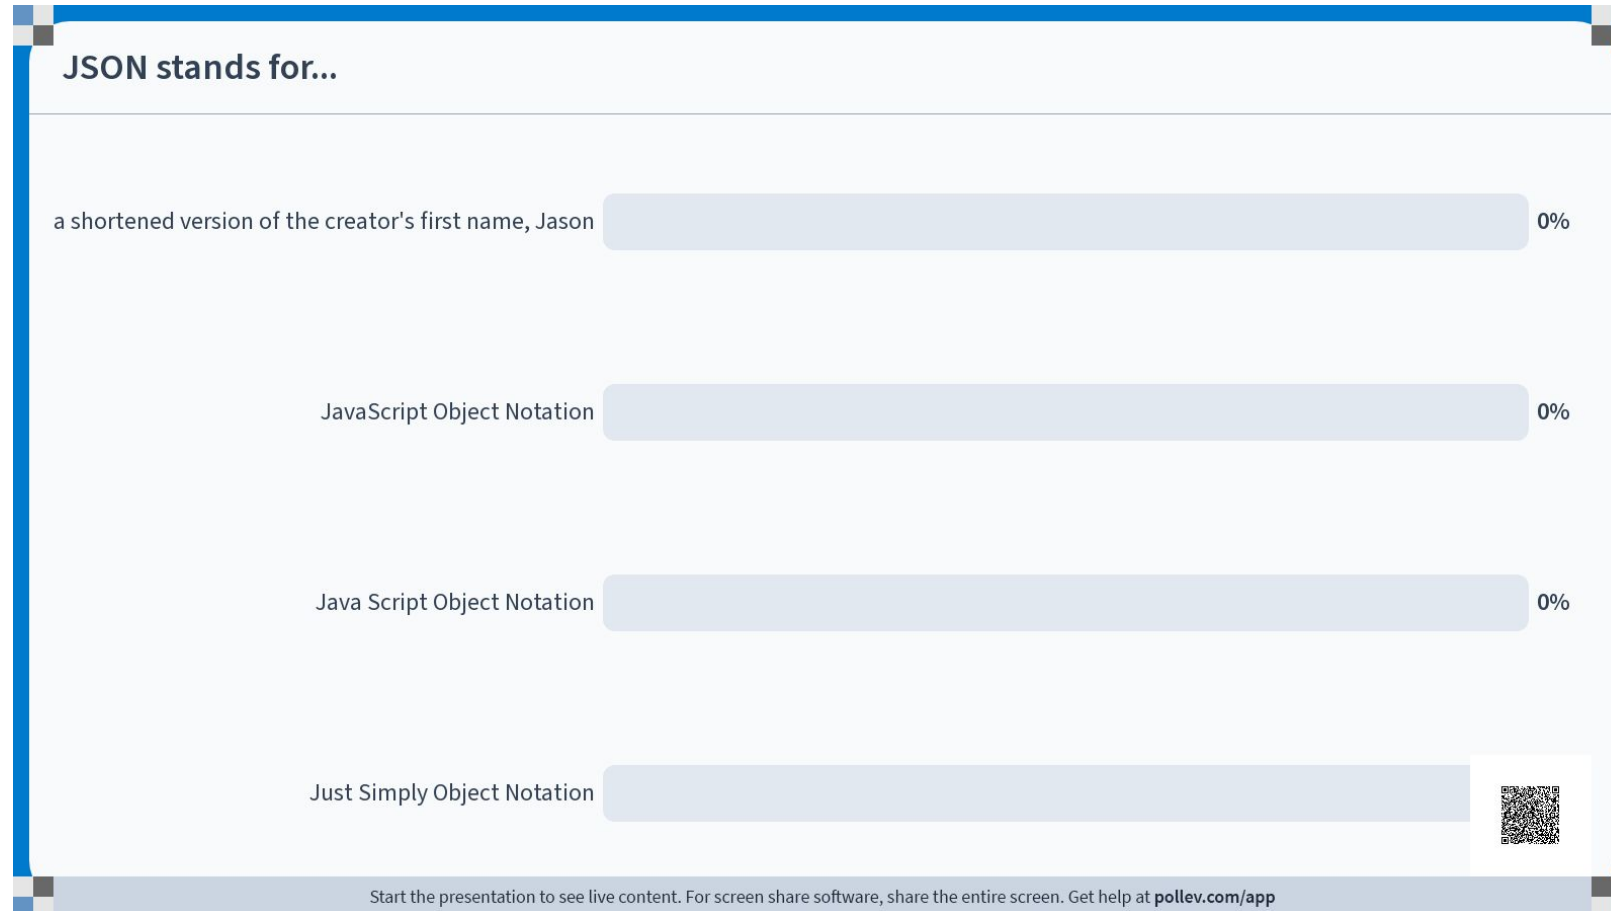 JSON stands for...
a shortened version of the creator's first name, Jason 0%
JavaScript Object Notation 0%
Java Script Object Notation 0%
Just Simply Object Notation
Start the presentation to see live content. For screen share software, share the entire screen. Get help at pollev.com/app